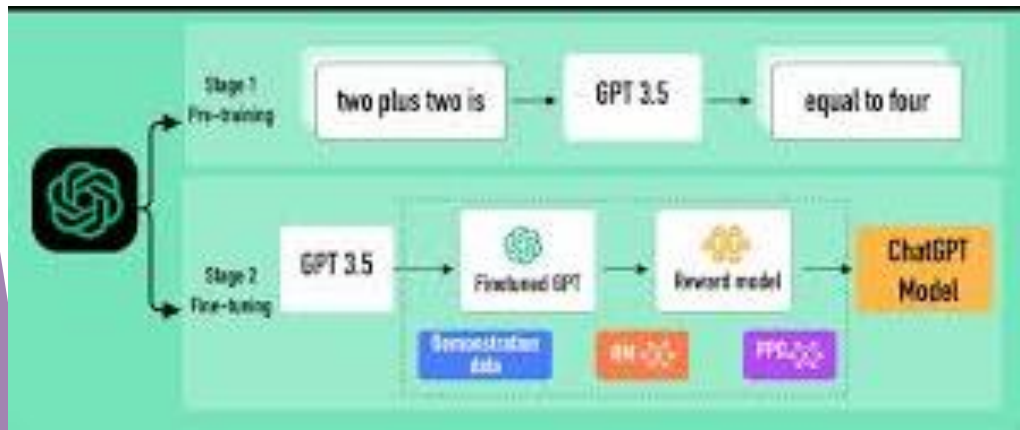 Stage 1
Pre-training
two plus two is
GPT 3.5
equal to four
Stage 2
Fine-tuning
GPT 3.5
Finetuned GPT
Reward model
ChatGPT
Model
Demonstration
data
RM
PPO